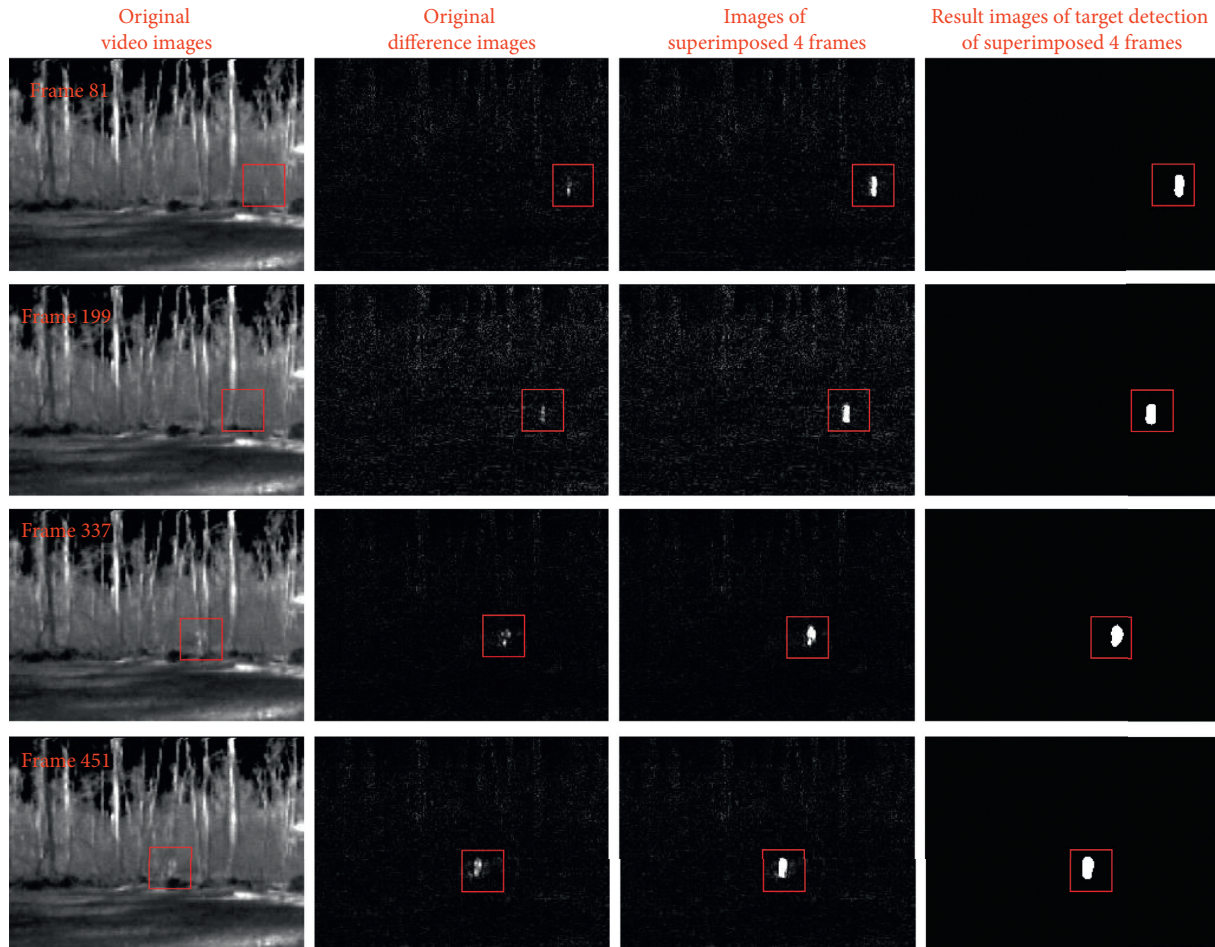 Original
video images
Original
difference images
Images of
superimposed 4 frames
Result images of target detection
of superimposed 4 frames
Frame 81
Frame 199
Frame 337
Frame 451